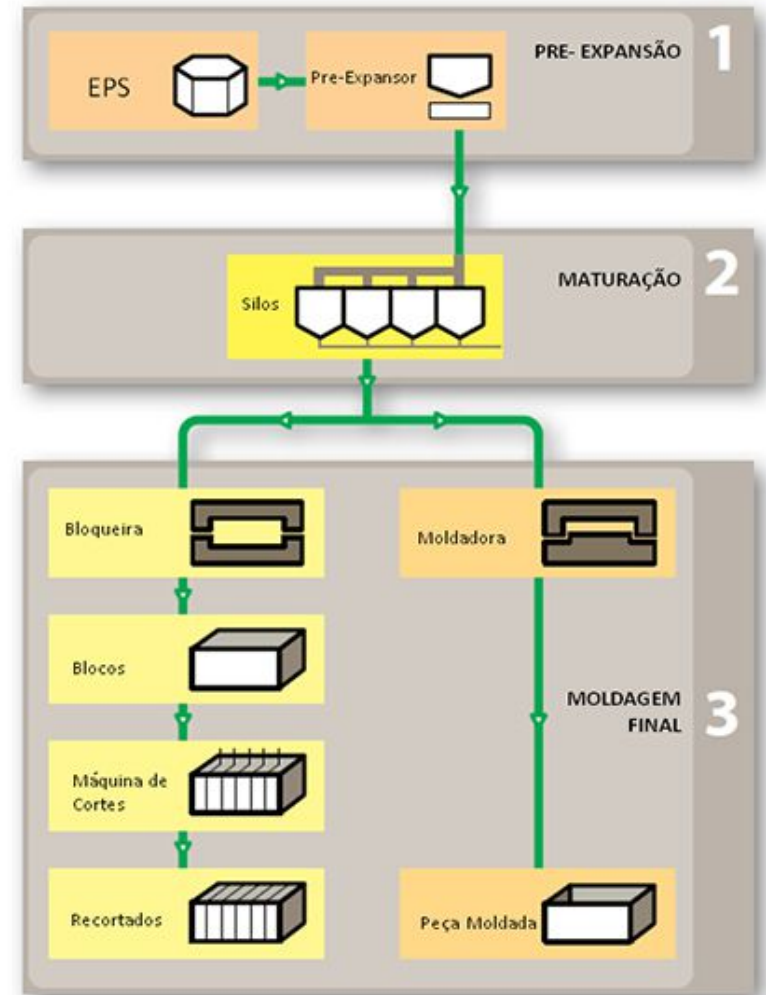 PRE- EXPANSÃO
1
EPS
Pre-Expansor
MATURAÇÃO
2
Silos
Bloqueira
Moldadora
Blocos
MOLDAGEM
FINAL
3
Máquina de
Cortes
Recortados
Peça Moldada